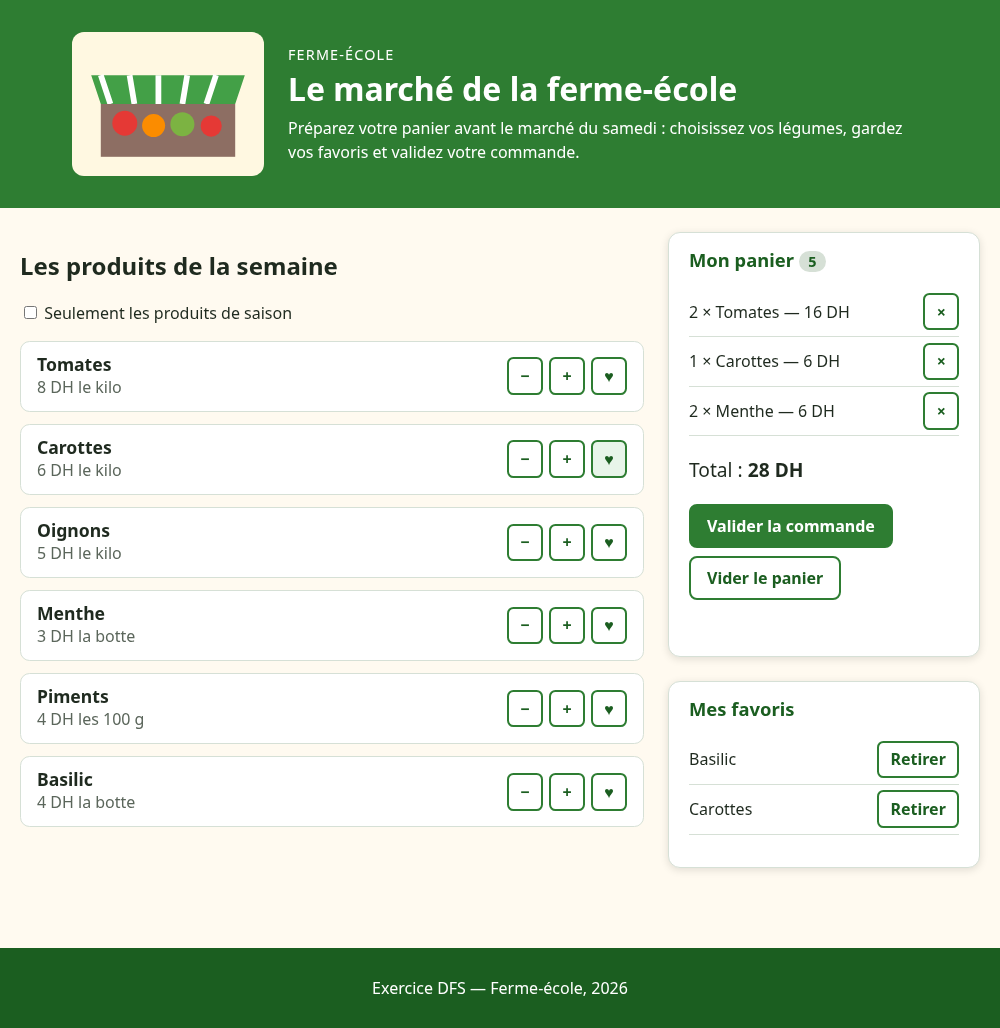 FERME-ÉCOLE
Le marché de la ferme-école
Préparez votre panier avant le marché du samedi : choisissez vos légumes, gardez
vos favoris et validez votre commande.
Les produits de la semaine
Seulement les produits de saison
Tomates
8 DH le kilo
− + ♥
Carottes
6 DH le kilo
− + ♥
Oignons
5 DH le kilo
− + ♥
Menthe
3 DH la botte
− + ♥
Piments
4 DH les 100 g
− + ♥
Basilic
4 DH la botte
− + ♥
Mon panier 5
2 × Tomates — 16 DH ×
1 × Carottes — 6 DH ×
2 × Menthe — 6 DH ×
Total : 28 DH
Valider la commande
Vider le panier
Mes favoris
Basilic Retirer
Carottes Retirer
Exercice DFS — Ferme-école, 2026